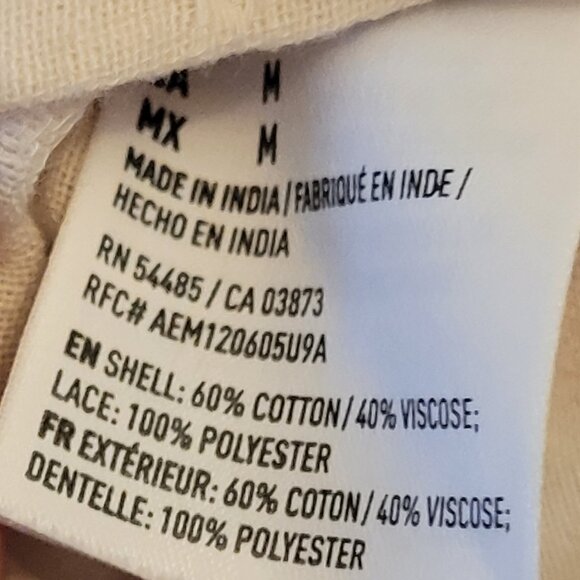 M
MX M
MADE IN INDIA / FABRIQUÉ EN INDE /
HECHO EN INDIA
RN 54485 / CA 03873
RFC# AEM120605U9A
EN SHELL: 60% COTTON / 40% VISCOSE;
LACE: 100% POLYESTER
FR EXTÉRIEUR: 60% COTON / 40% VISCOSE;
DENTELLE: 100% POLYESTER